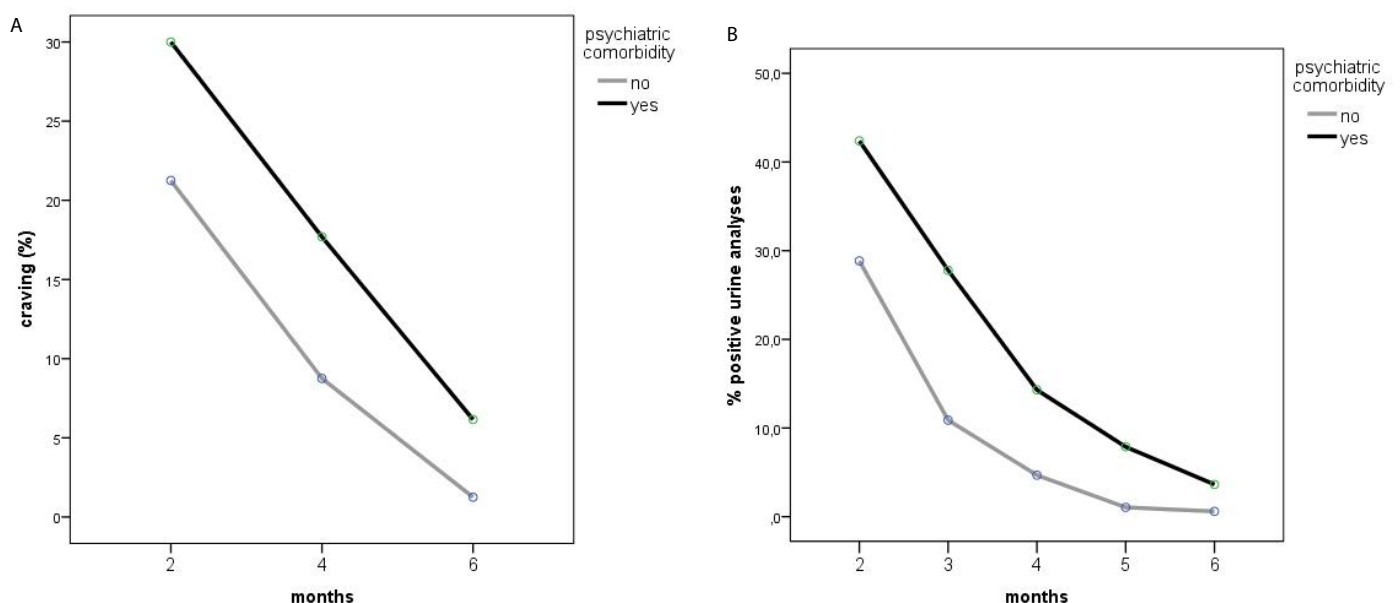 A
psychiatric
comorbidity
no
yes
30
25
20
15
10
5
0
craving (%)
2 4 6
months
B
psychiatric
comorbidity
no
yes
50,0
40,0
30,0
20,0
10,0
,0
% positive urine analyses
2 3 4 5 6
months